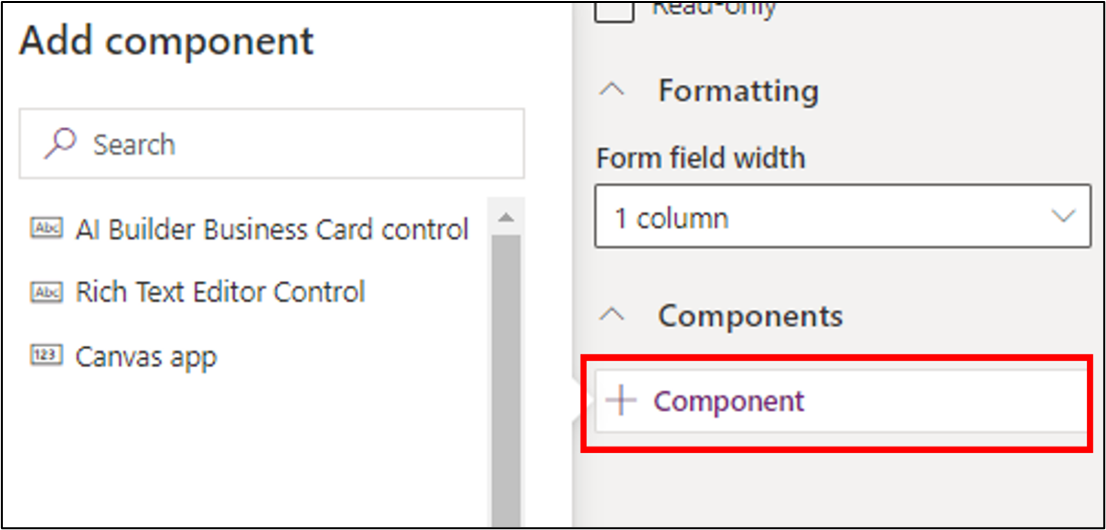 Add component
Search
Abc AI Builder Business Card control
Abc Rich Text Editor Control
123 Canvas app
Read-only
Formatting
Form field width
1 column
Components
+ Component